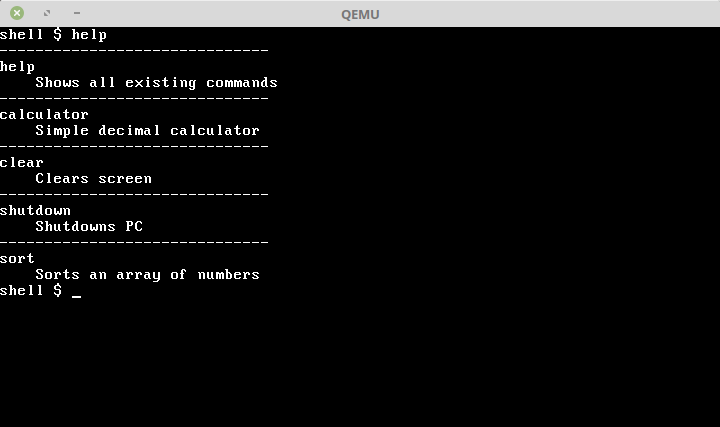 QEMU
shell $ help
------------------------------
help
    Shows all existing commands
------------------------------
calculator
    Simple decimal calculator
------------------------------
clear
    Clears screen
------------------------------
shutdown
    Shutdowns PC
------------------------------
sort
    Sorts an array of numbers
shell $ _